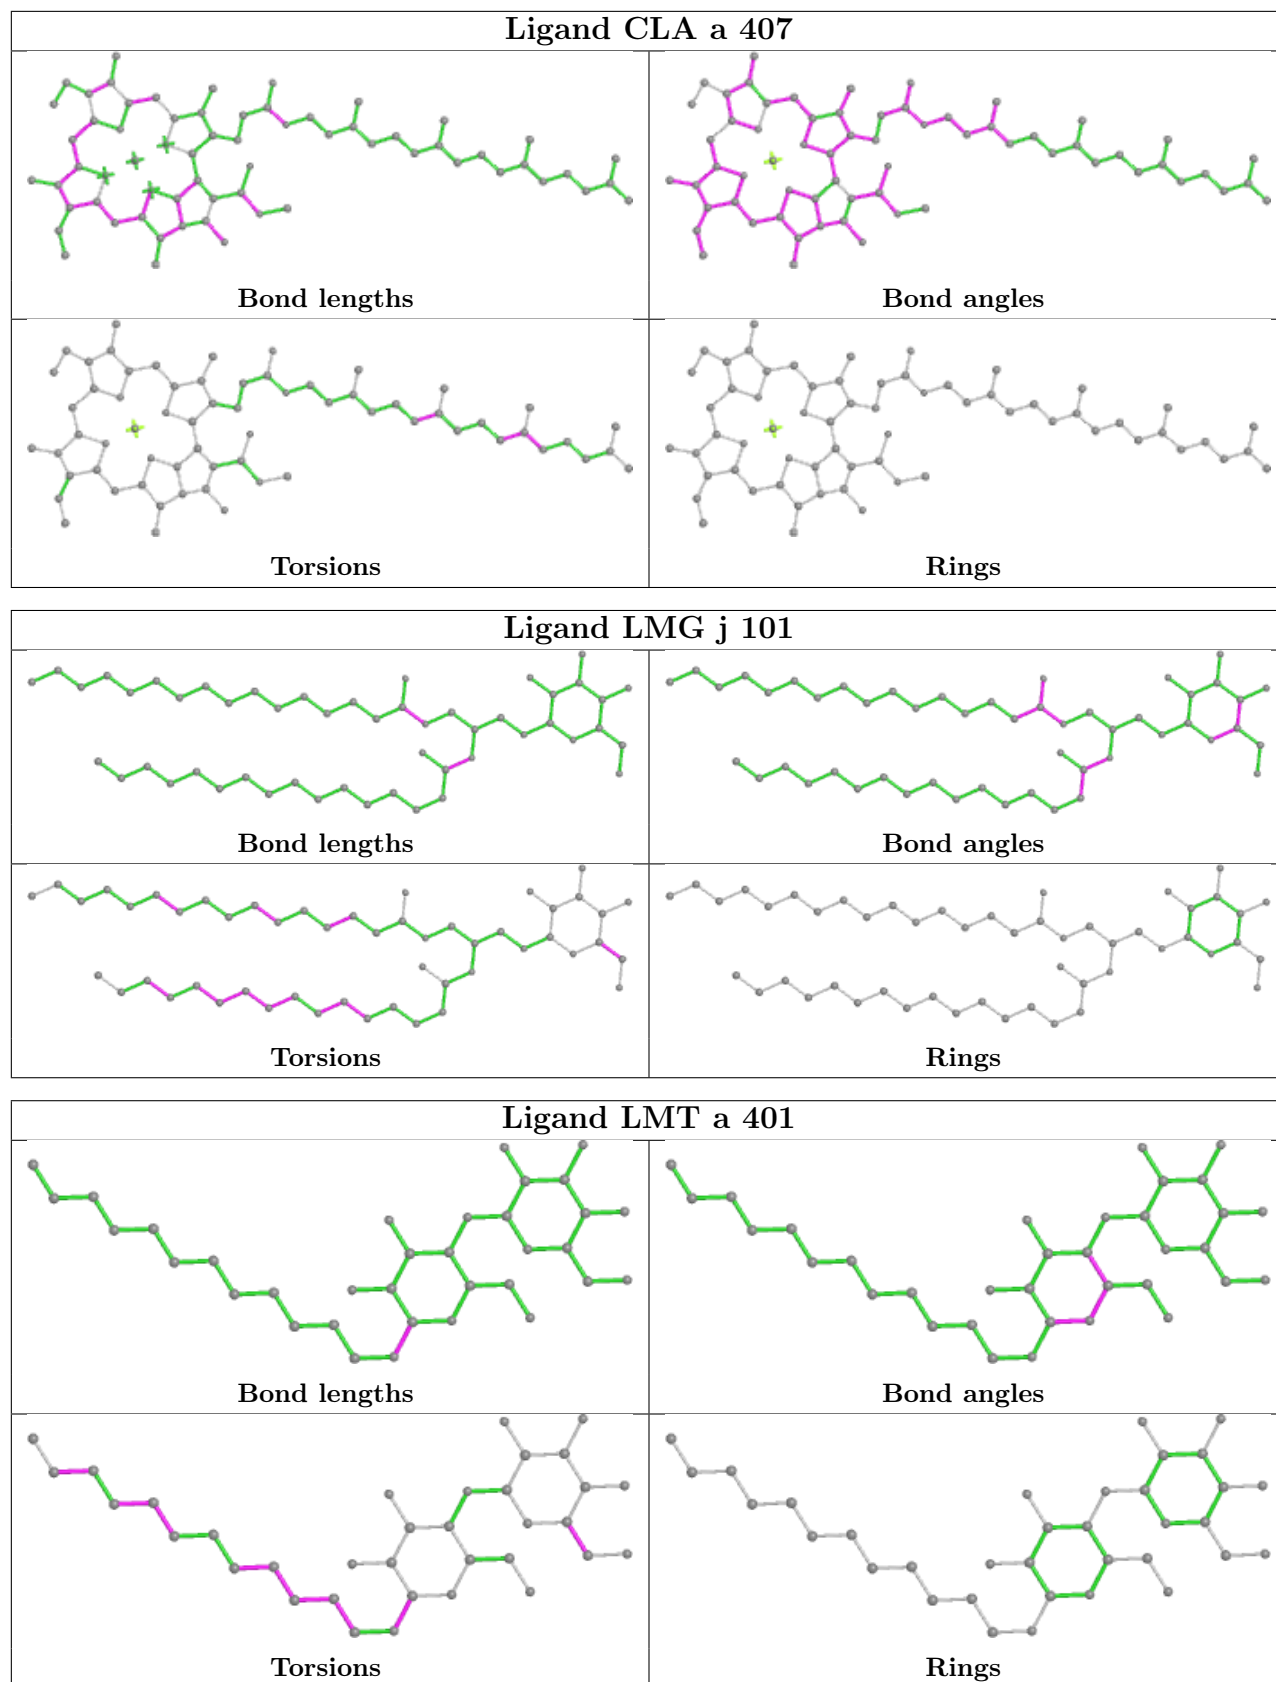 Ligand CLA a 407
Bond lengths
Bond angles
Torsions
Rings
Ligand LMG j 101
Bond lengths
Bond angles
Torsions
Rings
Ligand LMT a 401
Bond lengths
Bond angles
Torsions
Rings